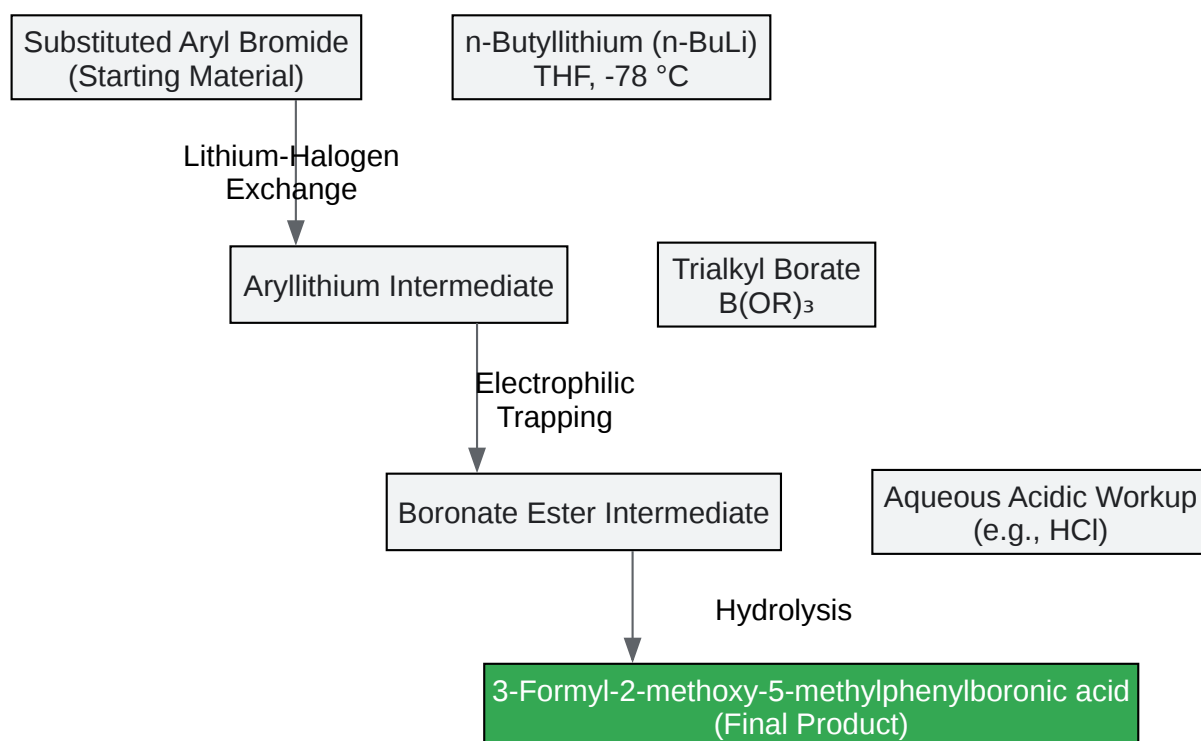 Substituted Aryl Bromide
(Starting Material)
n-Butyllithium (n-BuLi)
THF, -78 °C
Lithium-Halogen
Exchange
Aryllithium Intermediate
Trialkyl Borate
B(OR)₃
Electrophilic
Trapping
Boronate Ester Intermediate
Aqueous Acidic Workup
(e.g., HCl)
Hydrolysis
3-Formyl-2-methoxy-5-methylphenylboronic acid
(Final Product)